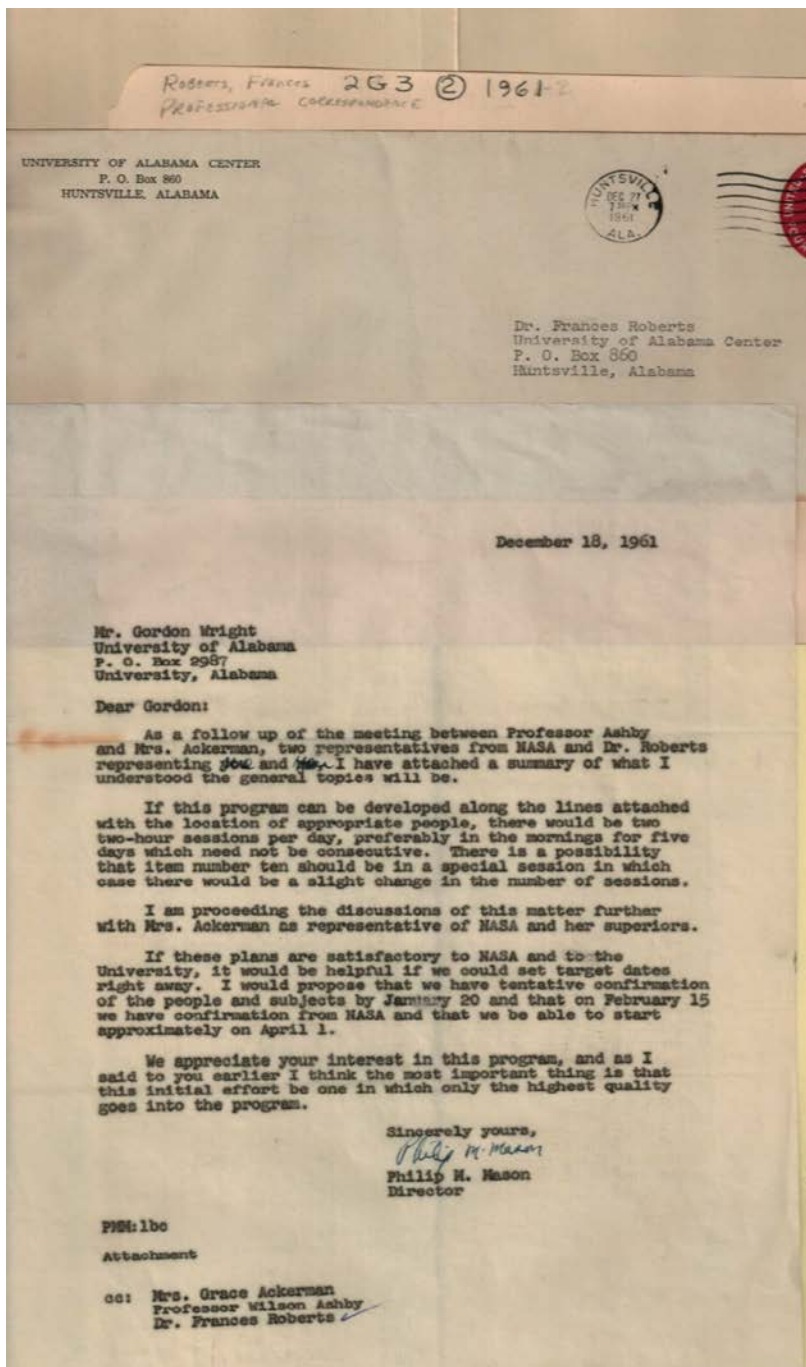 Roberts, Frances 2G3 ② 1961-2
PROFESSIONAL CORRESPONDENCE
UNIVERSITY OF ALABAMA CENTER
P. O. Box 860
HUNTSVILLE, ALABAMA
HUNTSVILLE
DEC 27
1961
ALA.
Dr. Frances Roberts
University of Alabama Center
P. O. Box 860
Huntsville, Alabama
December 18, 1961
Mr. Gordon Wright
University of Alabama
P. O. Box 2987
University, Alabama
Dear Gordon:
As a follow up of the meeting between Professor Ashby
and Mrs. Ackerman, two representatives from NASA and Dr. Roberts
representing and I have attached a summary of what I
understood the general topics will be.
If this program can be developed along the lines attached
with the location of appropriate people, there would be two
two-hour sessions per day, preferably in the mornings for five
days which need not be consecutive. There is a possibility
that item number ten should be in a special session in which
case there would be a slight change in the number of sessions.
I am proceeding the discussions of this matter further
with Mrs. Ackerman as representative of NASA and her superiors.
If these plans are satisfactory to NASA and to the
University, it would be helpful if we could set target dates
right away. I would propose that we have tentative confirmation
of the people and subjects by January 20 and that on February 15
we have confirmation from NASA and that we be able to start
approximately on April 1.
We appreciate your interest in this program, and as I
said to you earlier I think the most important thing is that
this initial effort be one in which only the highest quality
goes into the program.
Sincerely yours,
Philip M. Mason
Philip M. Mason
Director
PMM:lbc
Attachment
cc: Mrs. Grace Ackerman
Professor Wilson Ashby
Dr. Frances Roberts